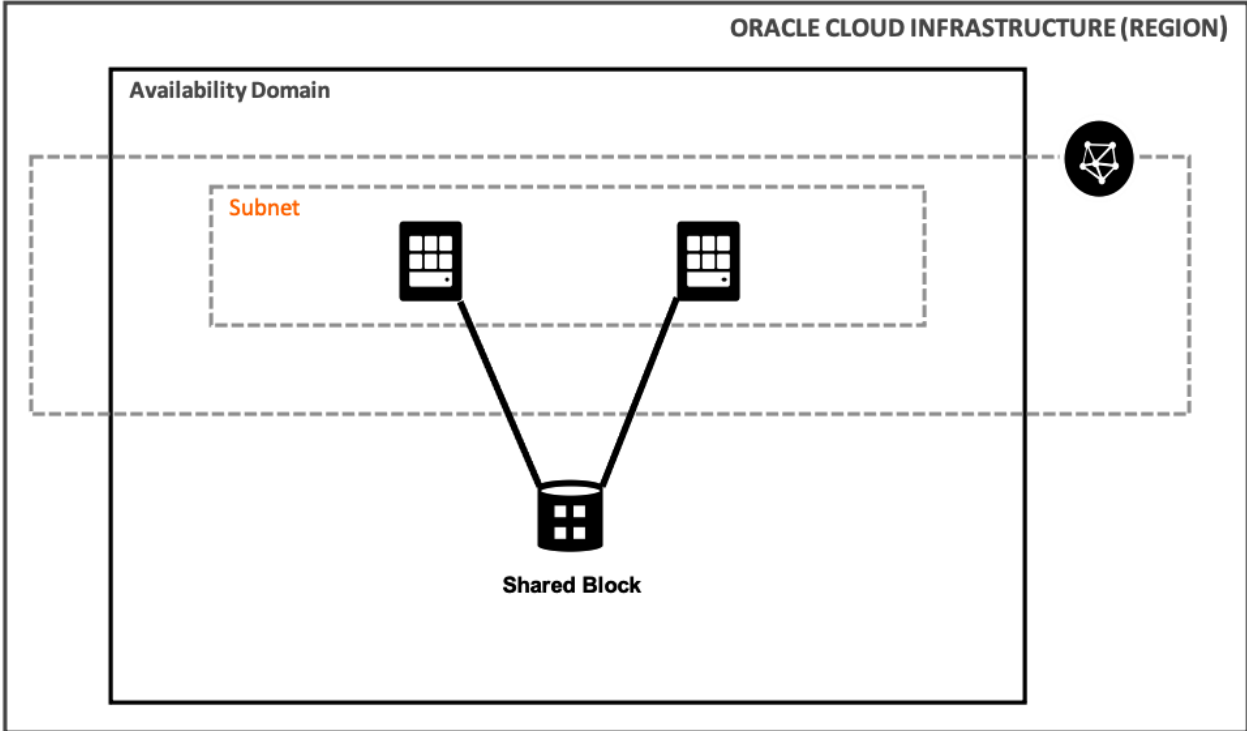 ORACLE CLOUD INFRASTRUCTURE (REGION)
Availability Domain
Subnet
Shared Block